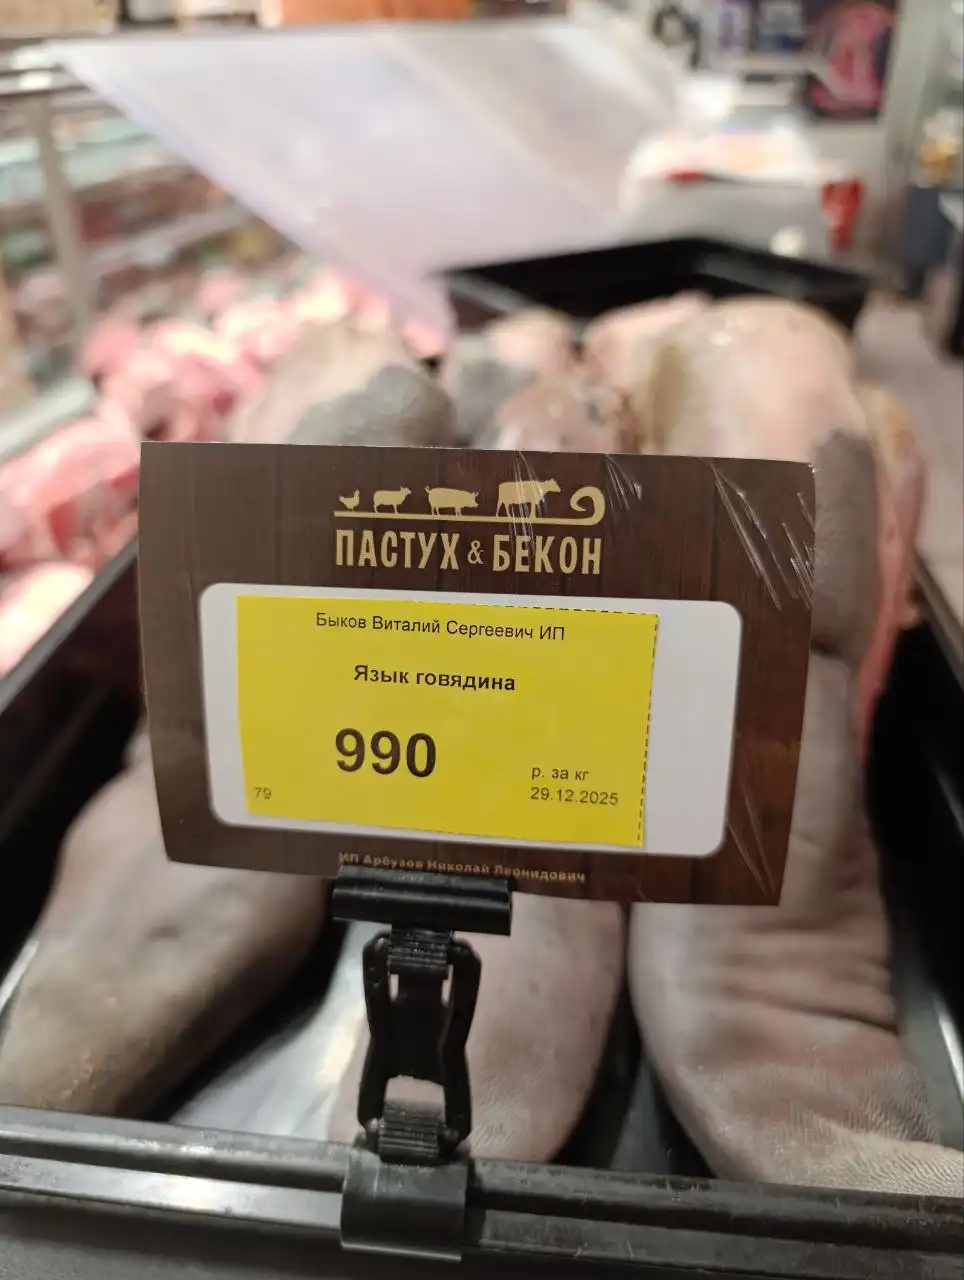 ПАСТУХ & БЕКОН
Быков Виталий Сергеевич ИП
Язык говядина
990
р. за кг
79
29.12.2025
ИП Арбузов Николай Леонидович